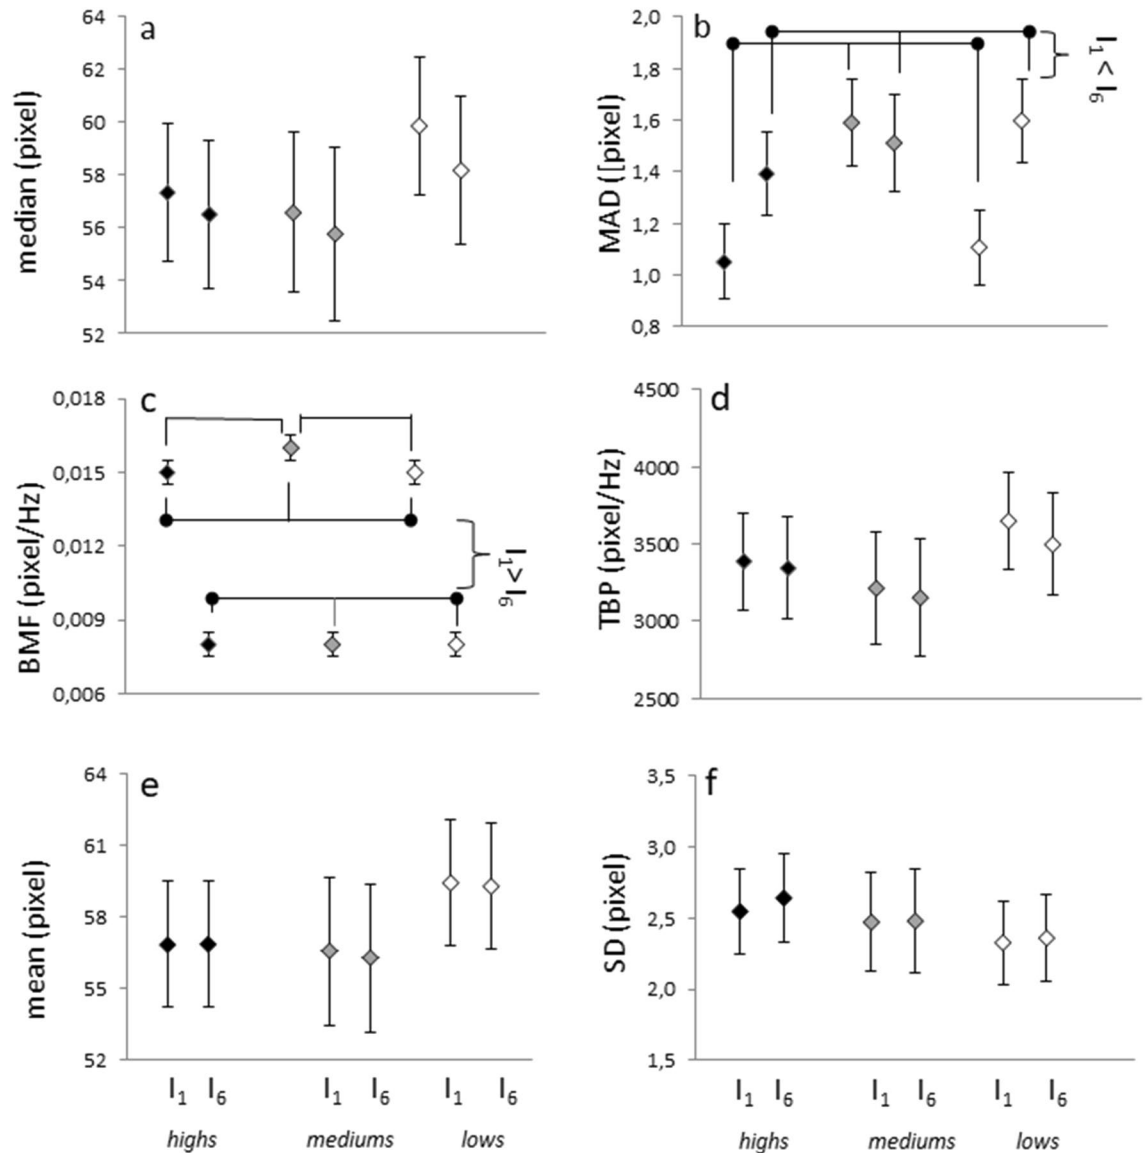 a
median (pixel)
64
62
60
58
56
54
52
b
MAD ([pixel)
2,0
1,8
1,6
1,4
1,2
1,0
0,8
I1 < I6
c
BMF (pixel/Hz)
0,018
0,015
0,012
0,009
0,006
I1> I6
d
TBP (pixel/Hz)
4500
4000
3500
3000
2500
e
mean (pixel)
64
61
58
55
52
I1 I6 I1 I6 I1 I6
highs mediums lows
f
SD (pixel)
3,5
3,0
2,5
2,0
1,5
I1 I6 I1 I6 I1 I6
highs mediums lows